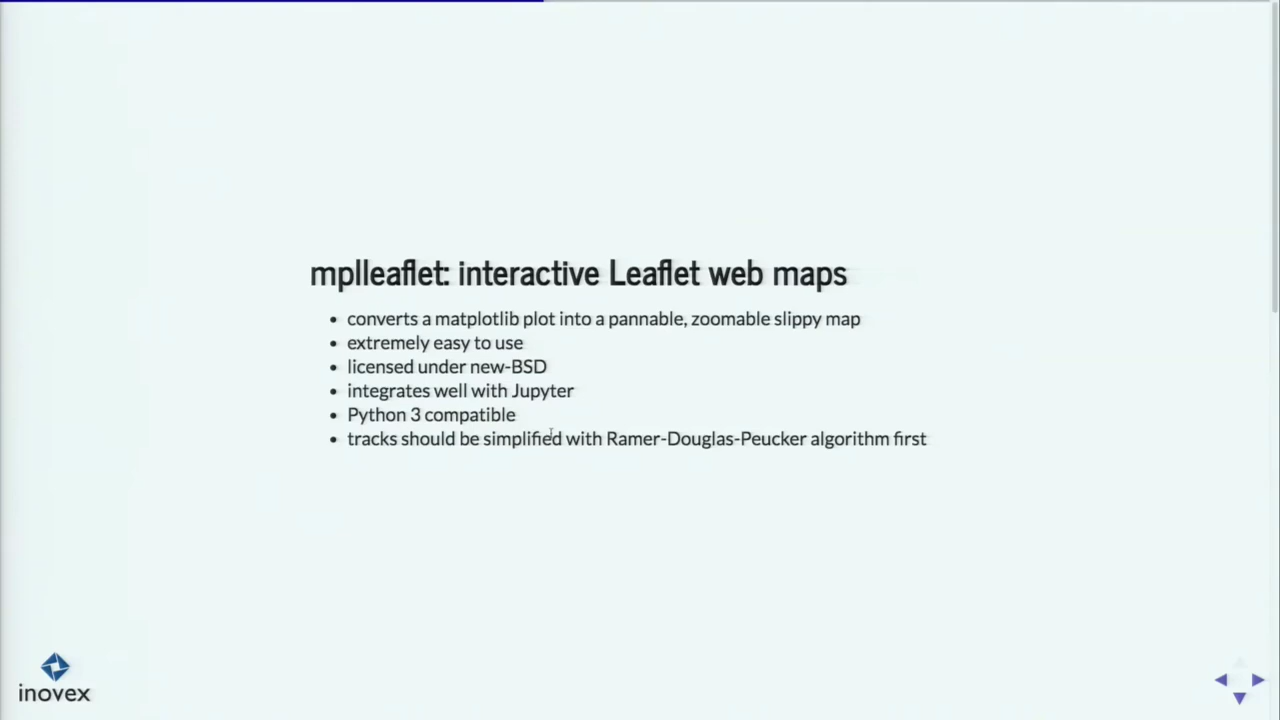 mplleaflet: interactive Leaflet web maps
converts a matplotlib plot into a pannable, zoomable slippy map
extremely easy to use
licensed under new-BSD
integrates well with Jupyter
Python 3 compatible
tracks should be simplified with Ramer-Douglas-Peucker algorithm first
inovex